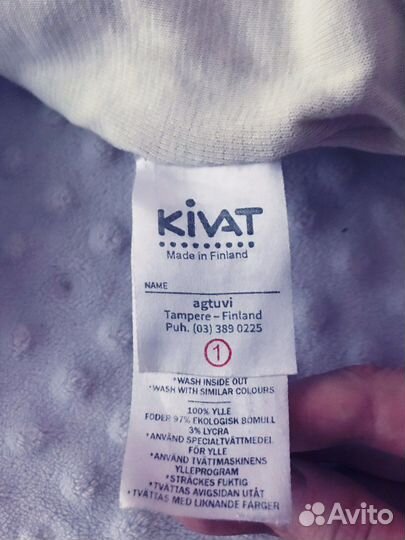 KiVAT
Made in Finland
NAME
agtuvi
Tampere – Finland
Puh. (03) 389 0225
1
*WASH INSIDE OUT
*WASH WITH SIMILAR COLOURS
100% YLLE
FODER 97% EKOLOGISK BOMULL
3% LYCRA
*ANVÄND SPECIALTVÄTTMEDEL
FÖR YLLE
*ANVÄND TVÄTTMASKINENS
YLLEPROGRAM
*STRÄCKES FUKTIG
*TVÄTTAS AVIGSIDAN UTÅT
*TVÄTTAS MED LIKNANDE FÄRGER
Avito